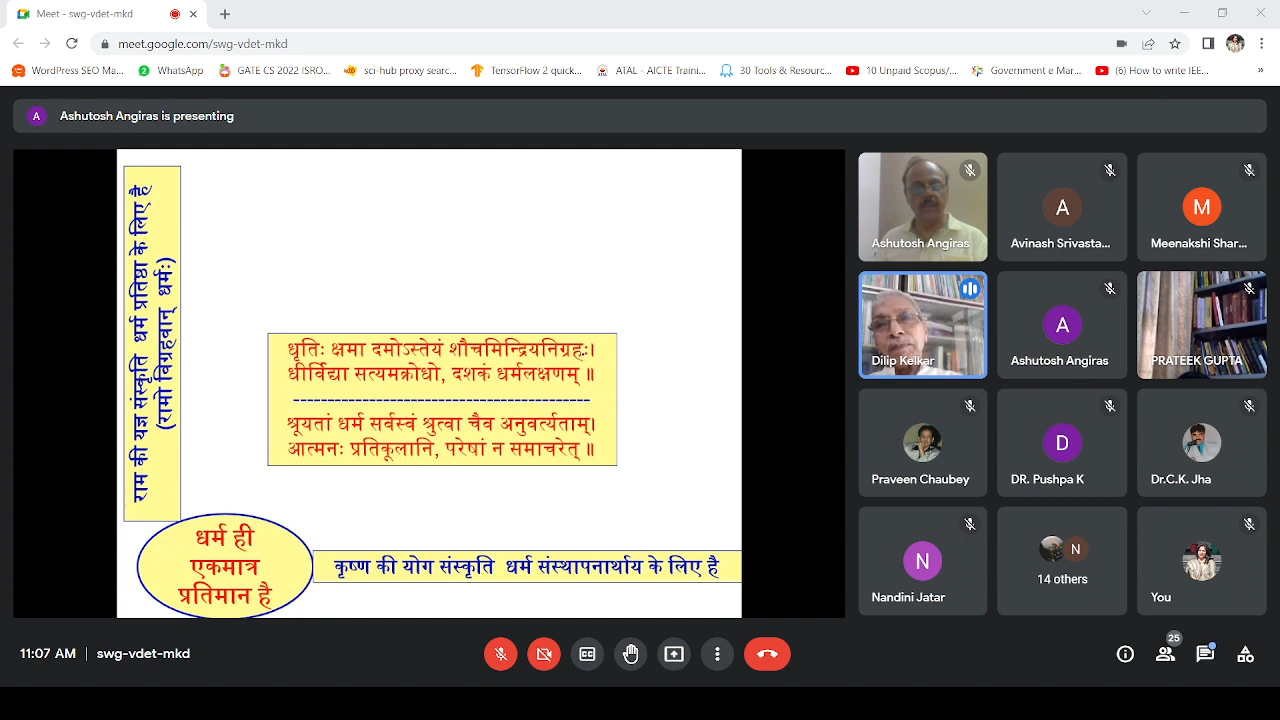 Meet - swg-vdet-mkd
meet.google.com/swg-vdet-mkd
WordPress SEO Ma...
WhatsApp
GATE CS 2022 ISRO...
sci-hub proxy searc...
TensorFlow 2 quick...
ATAL - AICTE Traini...
30 Tools & Resourc...
10 Unpaid Scopus/...
Government e Mar...
(6) How to write IEE...
»
A
Ashutosh Angiras is presenting
राम की यज्ञ संस्कृति धर्म प्रतिष्ठा के लिए है
(रामो विग्रहवान् धर्मः)
धृतिः क्षमा दमोऽस्तेयं शौचमिन्द्रियनिग्रहः।
धीर्विद्या सत्यमक्रोधो, दशकं धर्मलक्षणम् ॥
------------------------------------------
श्रूयतां धर्म सर्वस्वं श्रुत्वा चैव अनुवर्त्यताम्।
आत्मनः प्रतिकूलानि, परेषां न समाचरेत् ॥
धर्म ही
एकमात्र
प्रतिमान है
कृष्ण की योग संस्कृति धर्म संस्थापनार्थाय के लिए है
Ashutosh Angiras
A
Avinash Srivasta...
M
Meenakshi Shar...
Dilip Kelkar
A
Ashutosh Angiras
PRATEEK GUPTA
Praveen Chaubey
D
DR. Pushpa K
Dr.C.K. Jha
N
Nandini Jatar
N
14 others
You
11:07 AM | swg-vdet-mkd
25